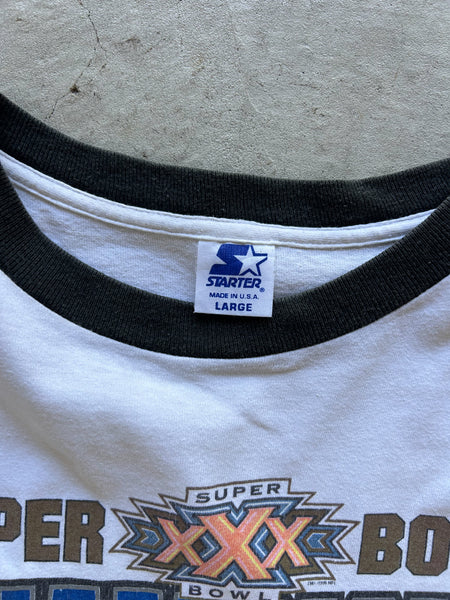 STARTER®
MADE IN U.S.A.
LARGE
SUPER
PER XXX BO
BOWL